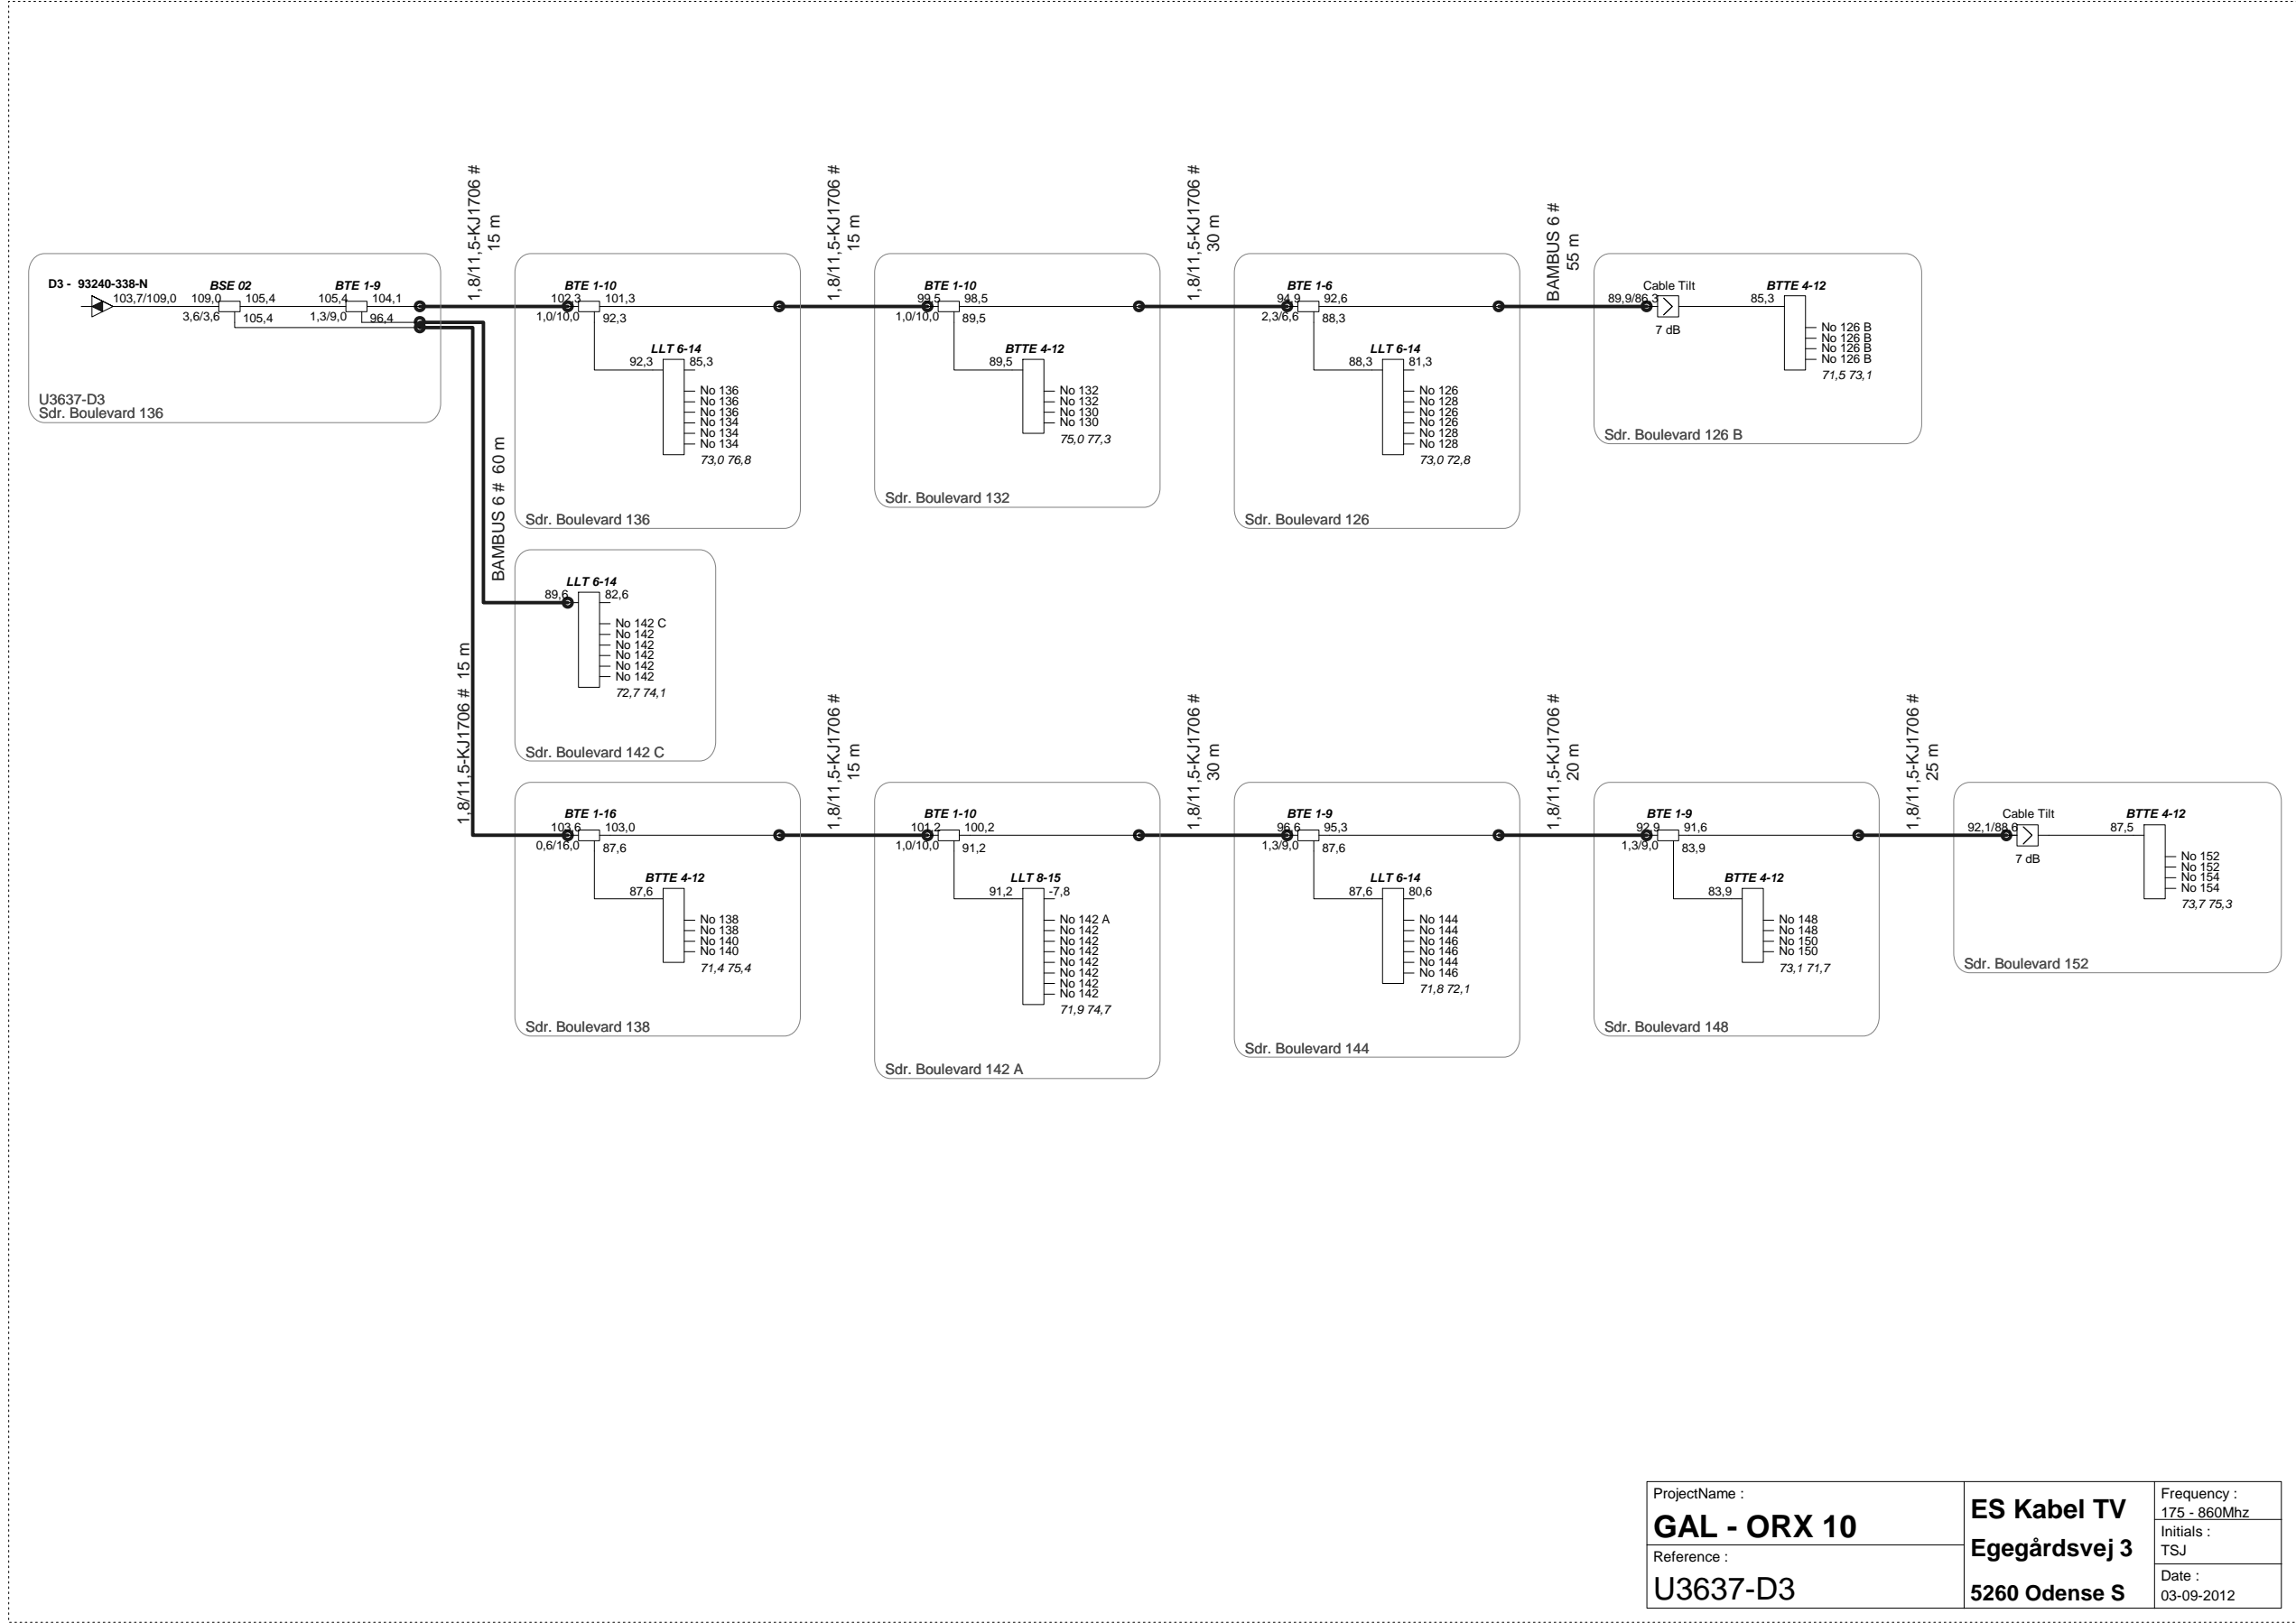 1,8/11,5-KJ1706 #
15 m
1,8/11,5-KJ1706 #
15 m
1,8/11,5-KJ1706 #
30 m
BAMBUS 6 #
55 m
D3 - 93240-338-N
103,7/109,0
BSE 02
109,0
105,4
3,6/3,6
105,4
BTE 1-9
105,4
104,1
1,3/9,0
96,4
U3637-D3
Sdr. Boulevard 136
BTE 1-10
102,3
101,3
1,0/10,0
92,3
LLT 6-14
92,3
85,3
No 136
No 136
No 136
No 134
No 134
No 134
73,0 76,8
Sdr. Boulevard 136
BTE 1-10
99,5
98,5
1,0/10,0
89,5
BTTE 4-12
89,5
No 132
No 132
No 130
No 130
75,0 77,3
Sdr. Boulevard 132
BTE 1-6
94,9
92,6
2,3/6,6
88,3
LLT 6-14
88,3
81,3
No 126
No 128
No 126
No 126
No 128
No 128
73,0 72,8
Sdr. Boulevard 126
89,9/86,3
Cable Tilt
7 dB
BTTE 4-12
85,3
No 126 B
No 126 B
No 126 B
No 126 B
71,5 73,1
Sdr. Boulevard 126 B
BAMBUS 6 # 60 m
LLT 6-14
89,6
82,6
No 142 C
No 142
No 142
No 142
No 142
No 142
72,7 74,1
Sdr. Boulevard 142 C
1,8/11,5-KJ1706 # 15 m
1,8/11,5-KJ1706 #
15 m
1,8/11,5-KJ1706 #
30 m
1,8/11,5-KJ1706 #
20 m
1,8/11,5-KJ1706 #
25 m
BTE 1-16
103,6
103,0
0,6/16,0
87,6
BTTE 4-12
87,6
No 138
No 138
No 140
No 140
71,4 75,4
Sdr. Boulevard 138
BTE 1-10
101,2
100,2
1,0/10,0
91,2
LLT 8-15
91,2
-7,8
No 142 A
No 142
No 142
No 142
No 142
No 142
No 142
No 142
71,9 74,7
Sdr. Boulevard 142 A
BTE 1-9
96,6
95,3
1,3/9,0
87,6
LLT 6-14
87,6
80,6
No 144
No 144
No 146
No 146
No 144
No 146
71,8 72,1
Sdr. Boulevard 144
BTE 1-9
92,9
91,6
1,3/9,0
83,9
BTTE 4-12
83,9
No 148
No 148
No 150
No 150
73,1 71,7
Sdr. Boulevard 148
92,1/88,6
Cable Tilt
7 dB
BTTE 4-12
87,5
No 152
No 152
No 154
No 154
73,7 75,3
Sdr. Boulevard 152
ProjectName :
GAL - ORX 10
Reference :
U3637-D3
ES Kabel TV
Egegårdsvej 3
5260 Odense S
Frequency :
175 - 860Mhz
Initials :
TSJ
Date :
03-09-2012